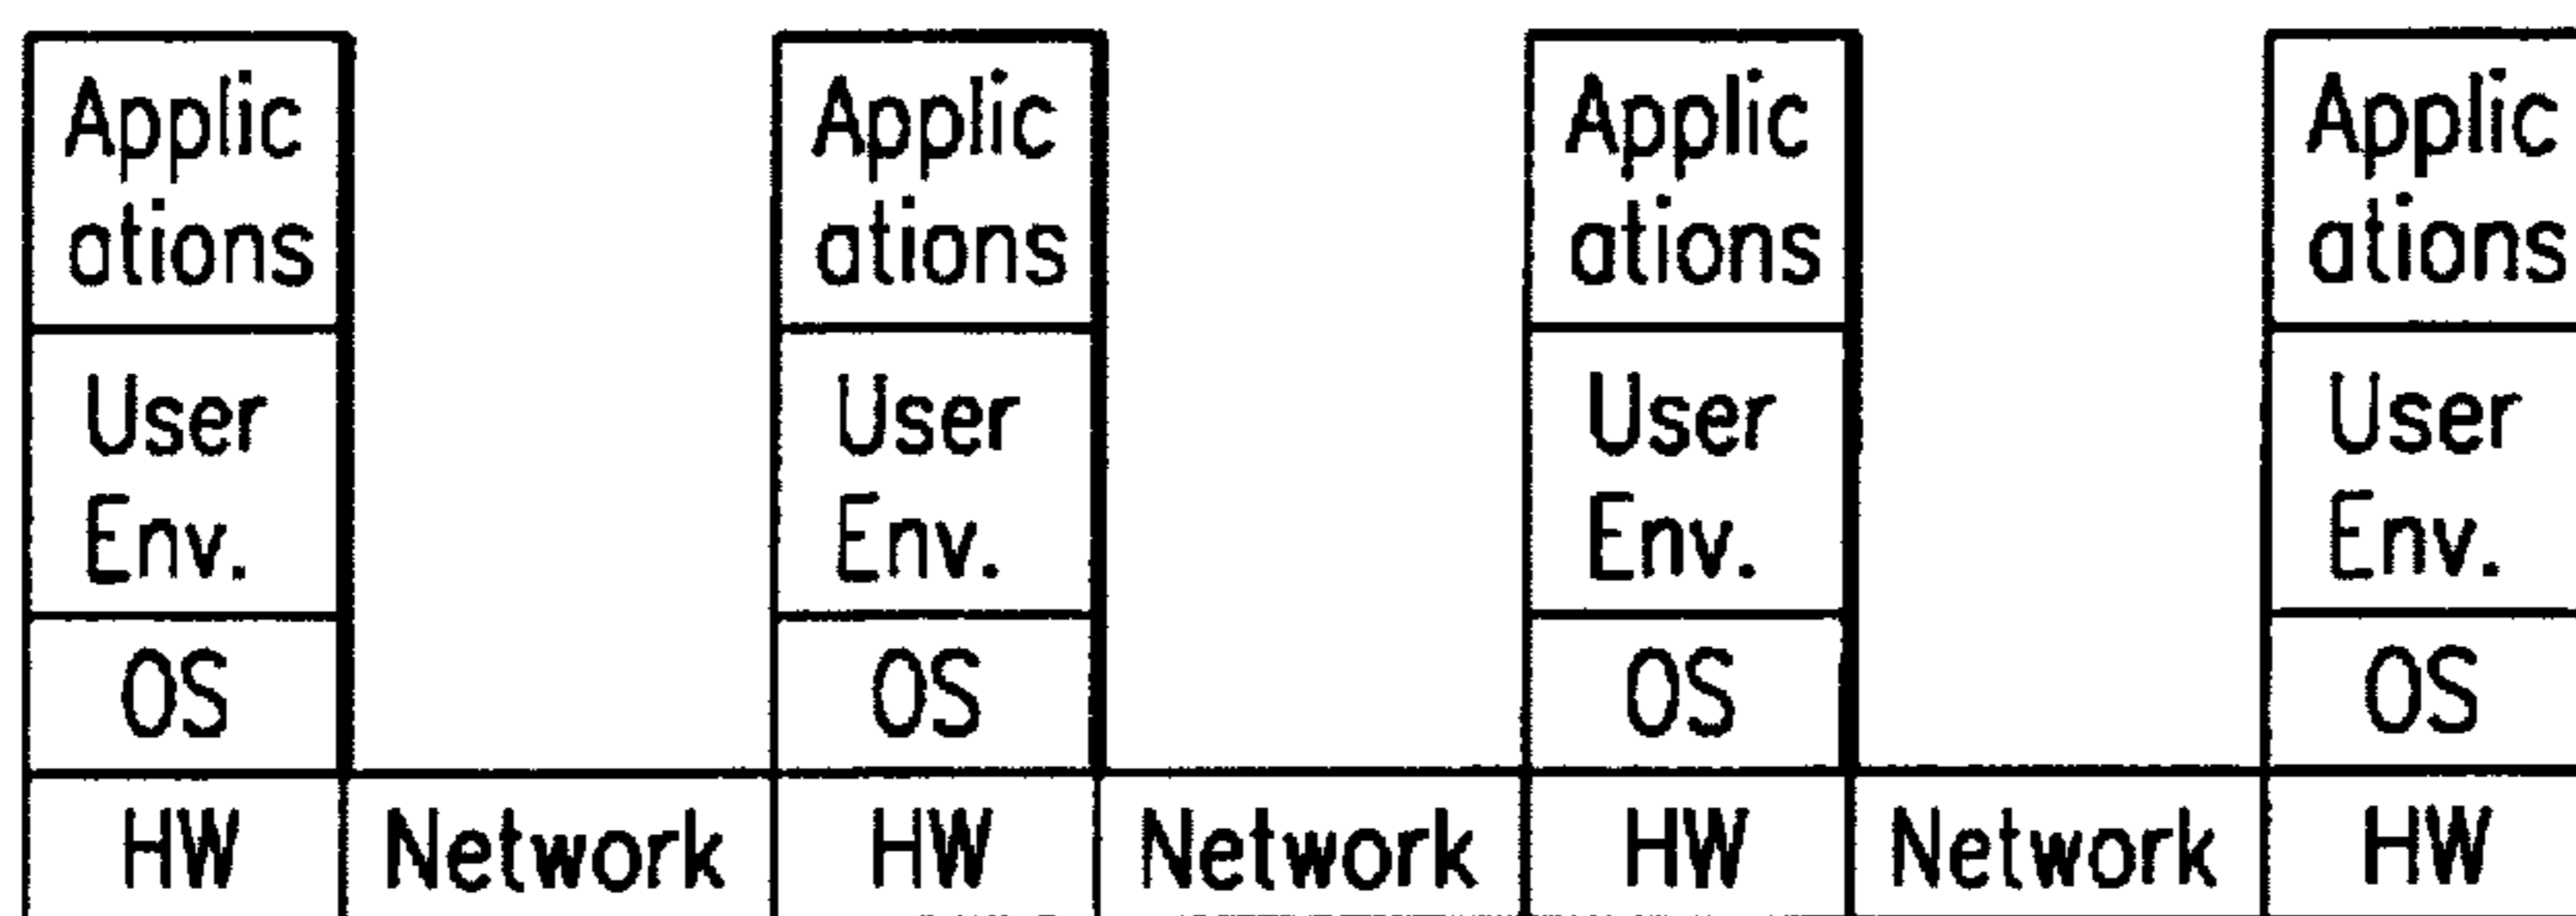 Applic Applic Applic Applic
ations ations ations ations
User User User User
Env. Env. Env. Env.
OS OS OS OS
HW Network HW Network HW Network HW